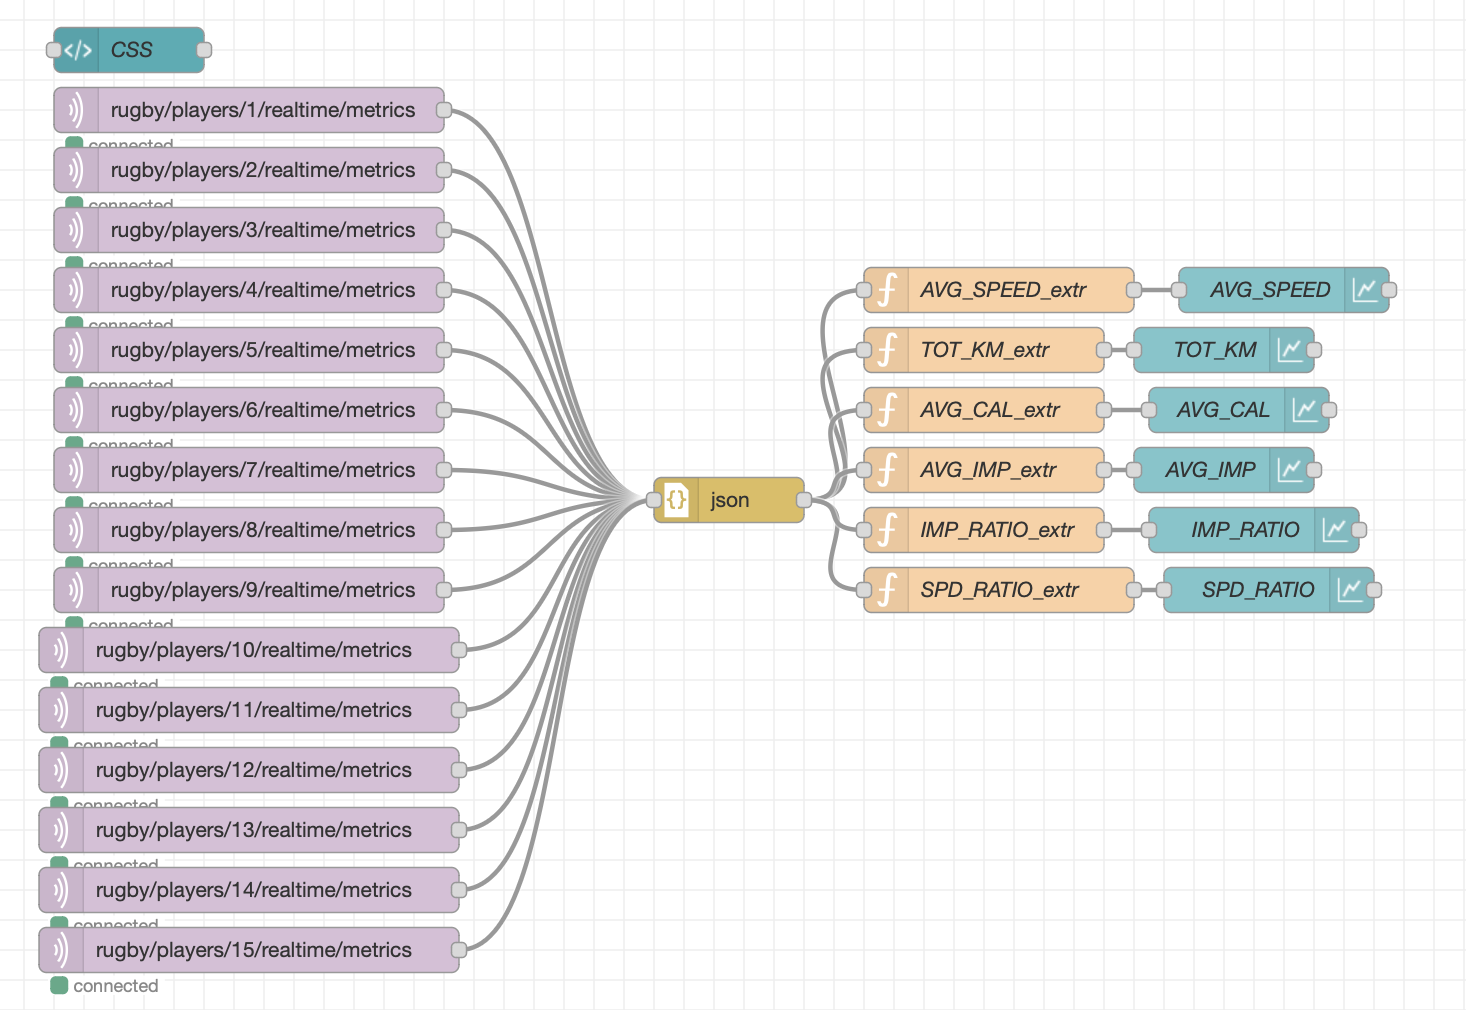 </> CSS
rugby/players/1/realtime/metrics
connected
rugby/players/2/realtime/metrics
connected
rugby/players/3/realtime/metrics
connected
rugby/players/4/realtime/metrics
connected
rugby/players/5/realtime/metrics
connected
rugby/players/6/realtime/metrics
connected
rugby/players/7/realtime/metrics
connected
rugby/players/8/realtime/metrics
connected
rugby/players/9/realtime/metrics
connected
rugby/players/10/realtime/metrics
connected
rugby/players/11/realtime/metrics
connected
rugby/players/12/realtime/metrics
connected
rugby/players/13/realtime/metrics
connected
rugby/players/14/realtime/metrics
connected
rugby/players/15/realtime/metrics
connected
{} json
AVG_SPEED_extr
AVG_SPEED
TOT_KM_extr
TOT_KM
AVG_CAL_extr
AVG_CAL
AVG_IMP_extr
AVG_IMP
IMP_RATIO_extr
IMP_RATIO
SPD_RATIO_extr
SPD_RATIO